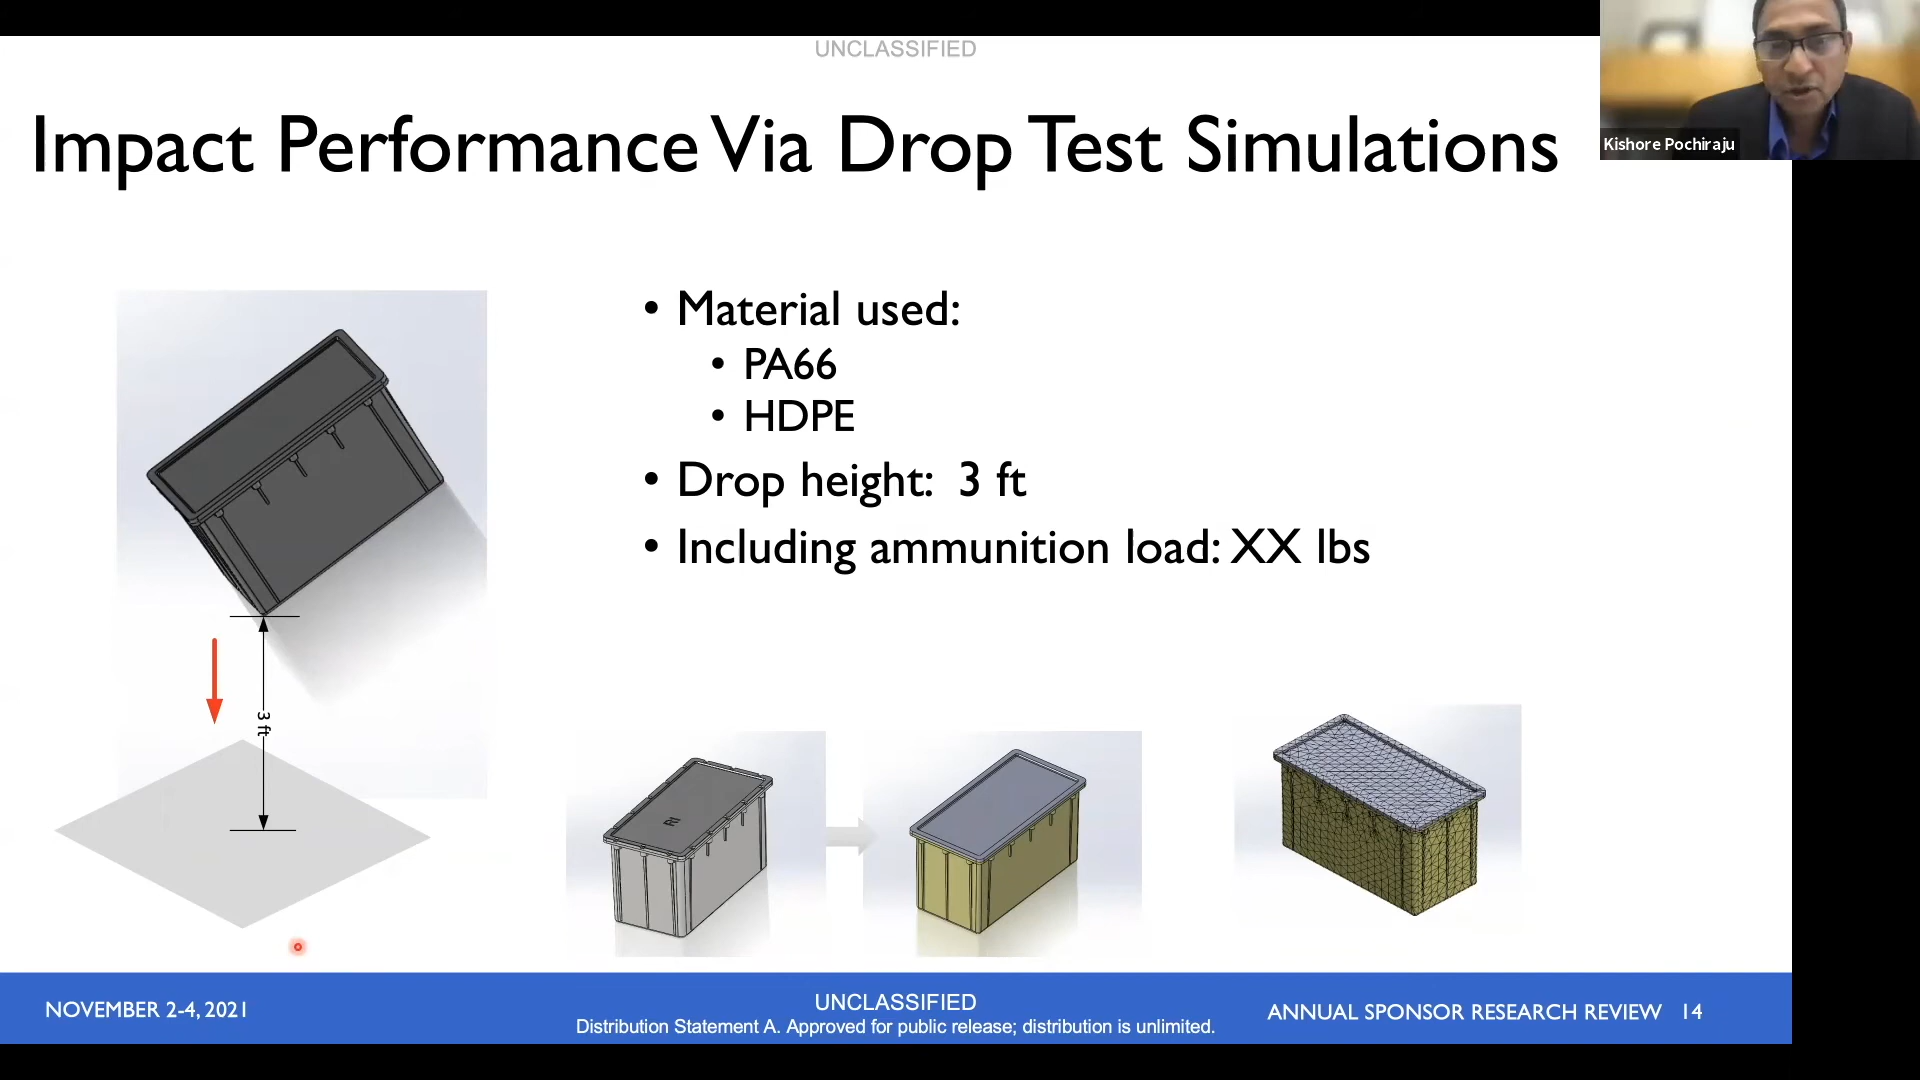 UNCLASSIFIED
Impact Performance Via Drop Test Simulations
Kishore Pochiraju
• Material used:
• PA66
• HDPE
• Drop height: 3 ft
• Including ammunition load: XX lbs
3 ft
NOVEMBER 2-4, 2021
UNCLASSIFIED
Distribution Statement A. Approved for public release; distribution is unlimited.
ANNUAL SPONSOR RESEARCH REVIEW 14